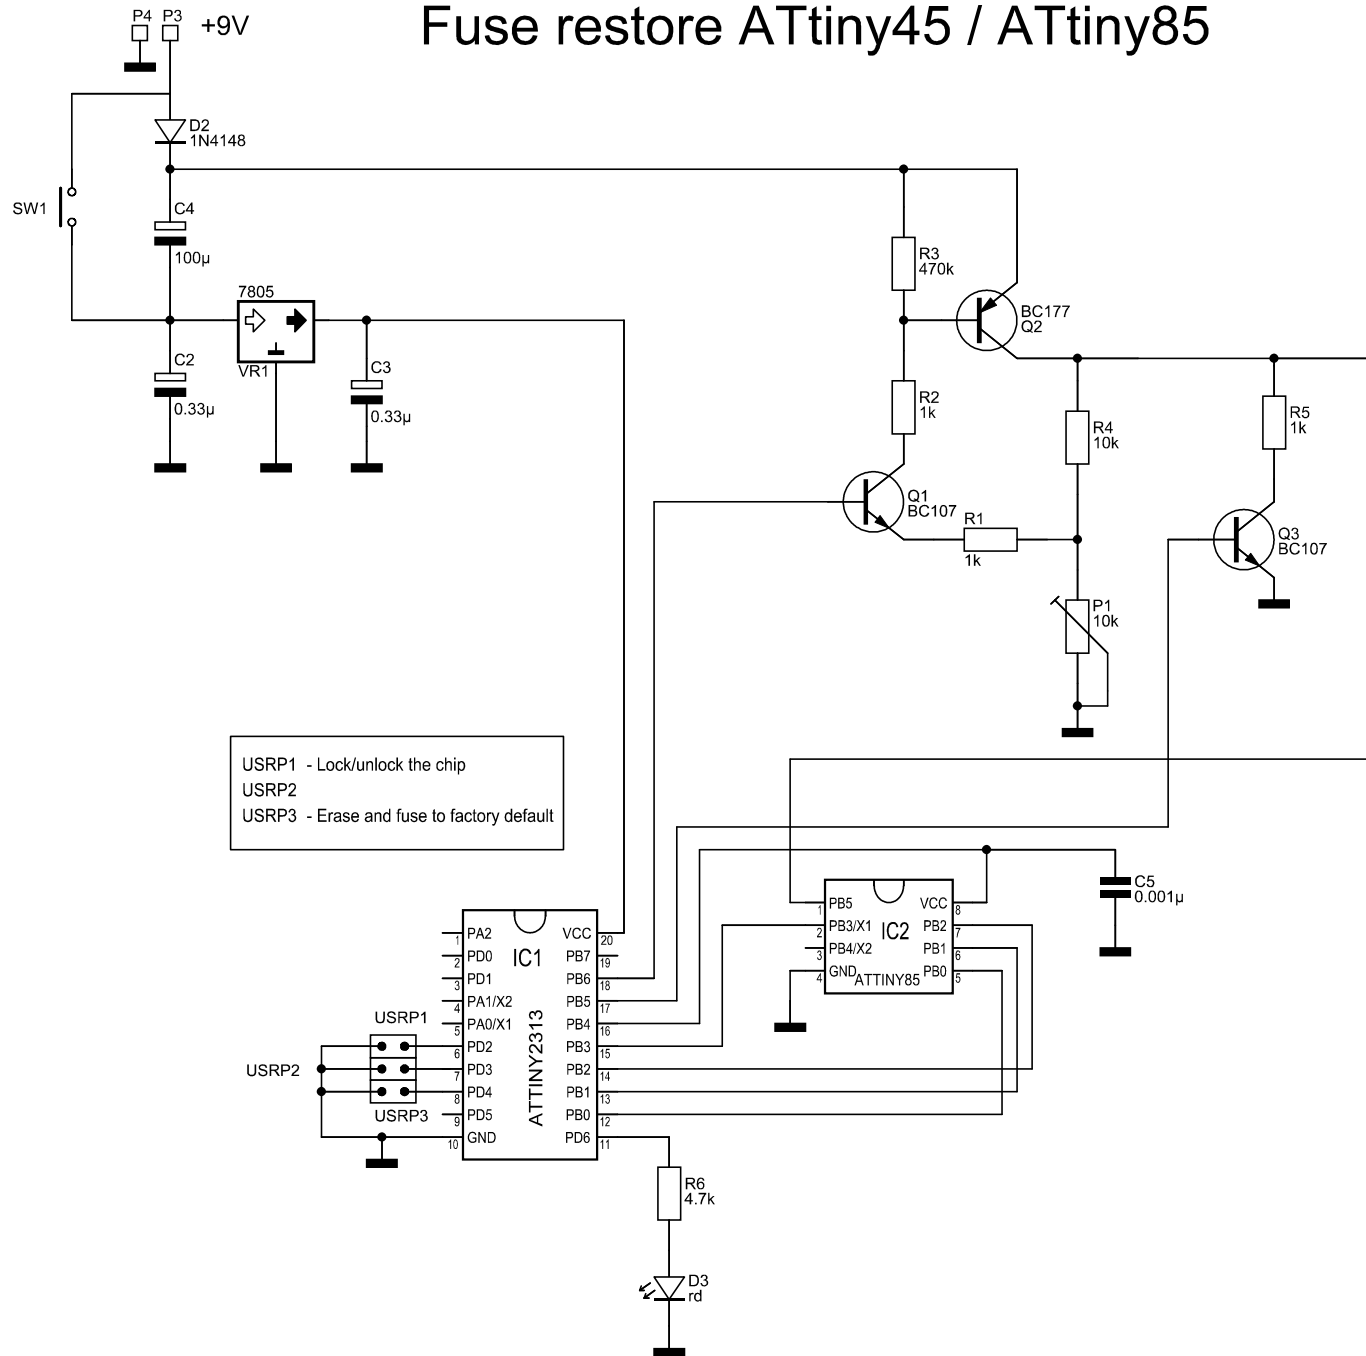 Fuse restore ATtiny45 / ATtiny85
P4 P3 +9V
D2
1N4148
SW1
C4
100µ
7805
VR1
C2
0.33µ
C3
0.33µ
R3
470k
BC177
Q2
R2
1k
R4
10k
R5
1k
Q1
BC107
R1
1k
Q3
BC107
P1
10k
USRP1 - Lock/unlock the chip
USRP2
USRP3 - Erase and fuse to factory default
C5
0.001µ
IC2
ATTINY85
PB5 1
PB3/X1 2
PB4/X2 3
GND 4
VCC 8
PB2 7
PB1 6
PB0 5
IC1
ATTINY2313
PA2 1
PD0 2
PD1 3
PA1/X2 4
PA0/X1 5
PD2 6
PD3 7
PD4 8
PD5 9
GND 10
VCC 20
PB7 19
PB6 18
PB5 17
PB4 16
PB3 15
PB2 14
PB1 13
PB0 12
PD6 11
USRP1
USRP2
USRP3
R6
4.7k
D3
rd